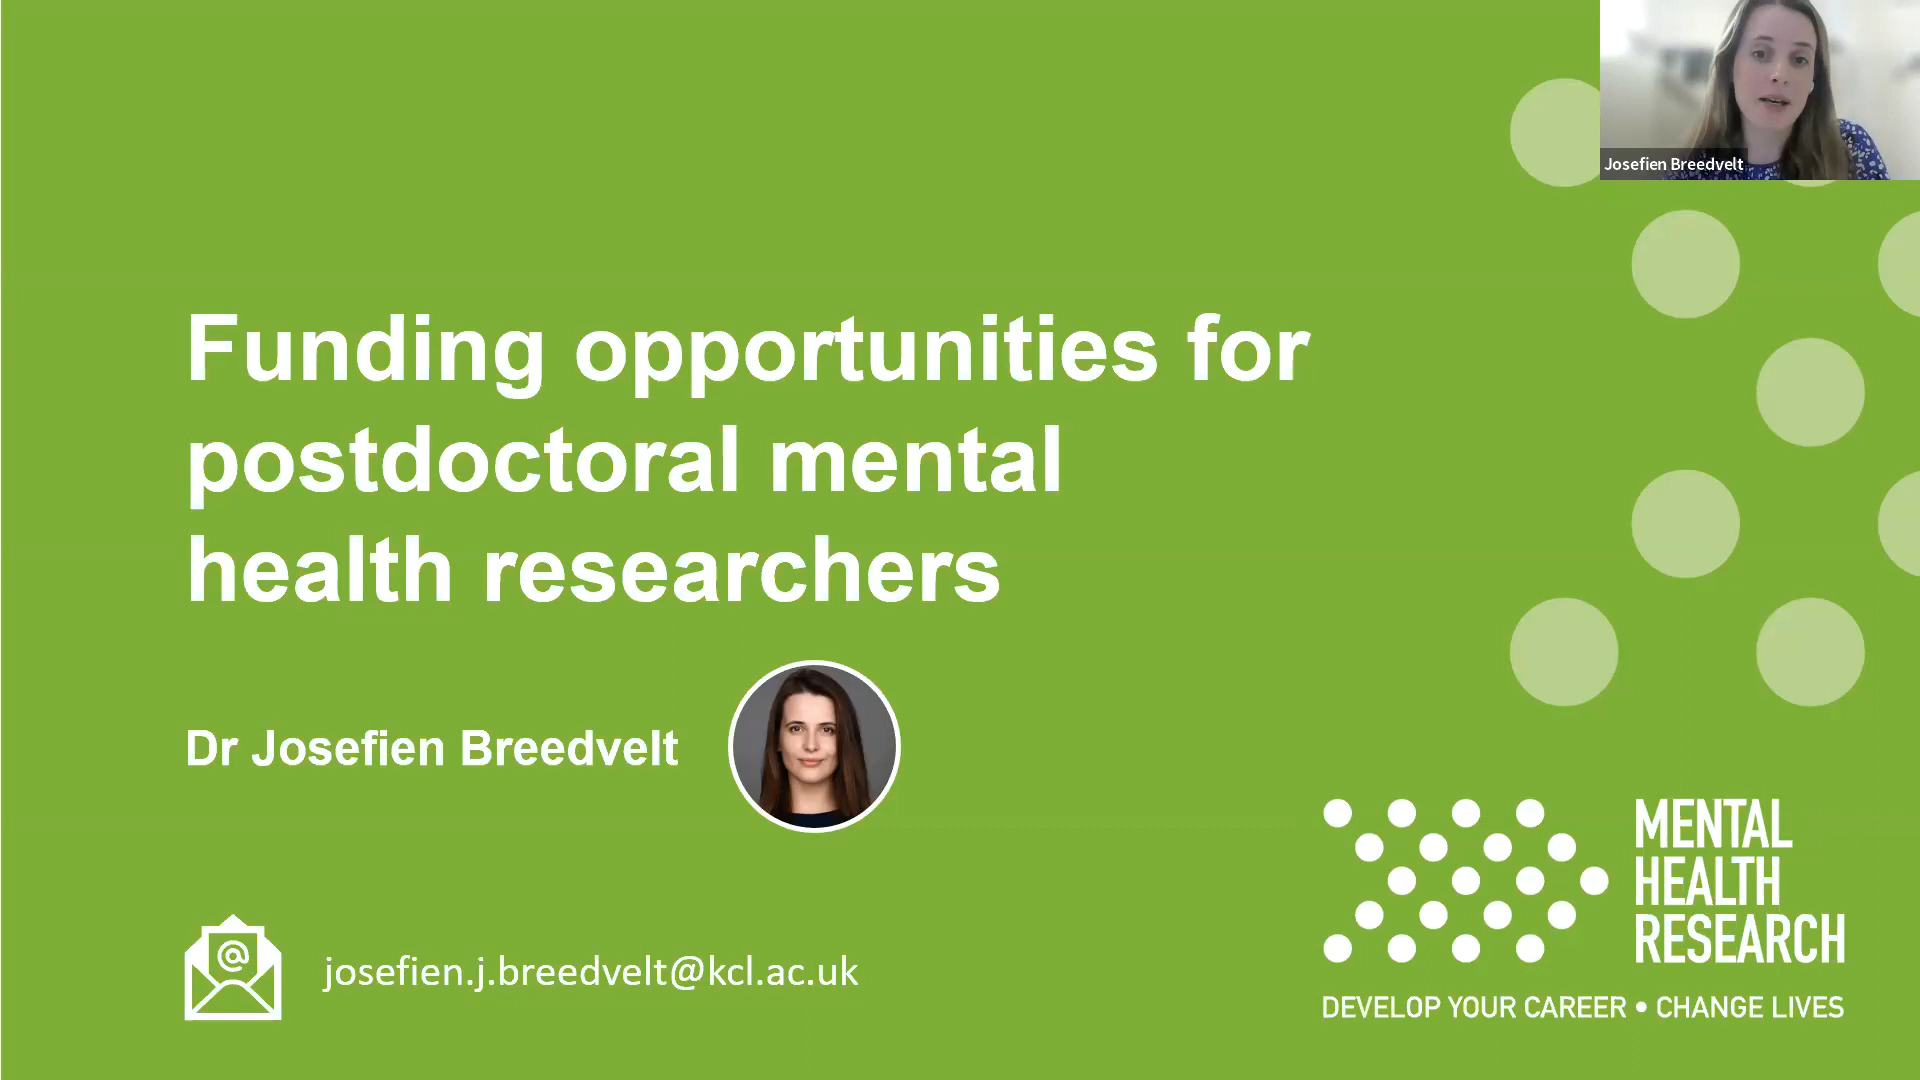 Josefien Breedvelt
Funding opportunities for
postdoctoral mental
health researchers
Dr Josefien Breedvelt
@
josefien.j.breedvelt@kcl.ac.uk
MENTAL
HEALTH
RESEARCH
DEVELOP YOUR CAREER • CHANGE LIVES